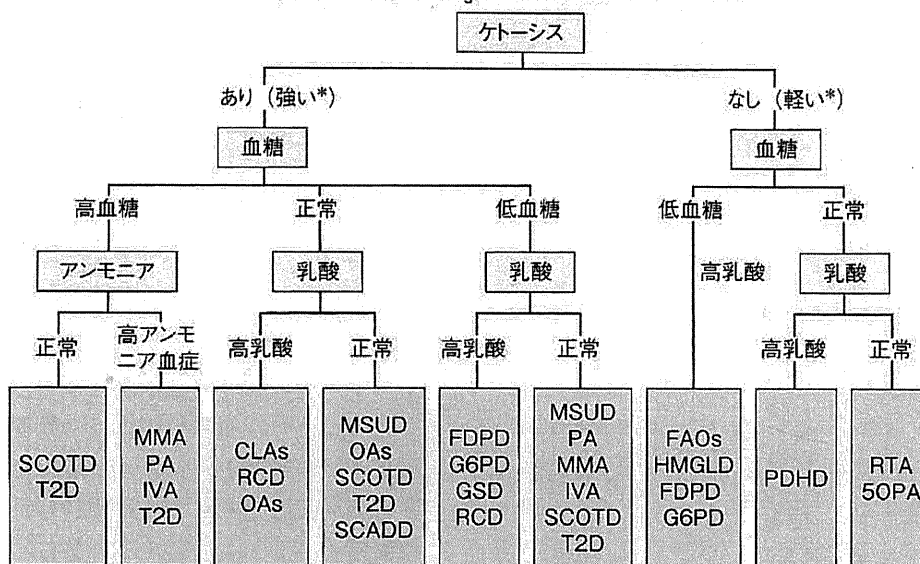 ケトーシス
あり (強い*)
なし (軽い*)
血糖
血糖
高血糖
正常
低血糖
低血糖
正常
アンモニア
乳酸
乳酸
高乳酸
乳酸
正常
高アンモ
ニア血症
高乳酸
正常
高乳酸
正常
高乳酸
正常
SCOTD
T2D
MMA
PA
IVA
T2D
CLAs
RCD
OAs
MSUD
OAs
SCOTD
T2D
SCADD
FDPD
G6PD
GSD
RCD
MSUD
PA
MMA
IVA
SCOTD
T2D
FAOs
HMGLD
FDPD
G6PD
PDHD
RTA
5OPA